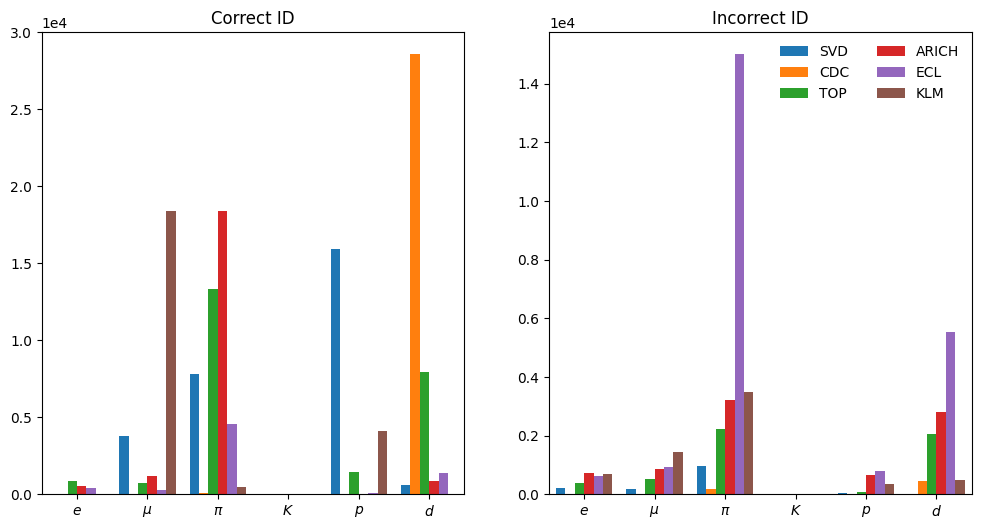 Correct ID
1e4
3.0
2.5
2.0
1.5
1.0
0.5
0.0
e
μ
π
K
p
d
Incorrect ID
1e4
1.4
1.2
1.0
0.8
0.6
0.4
0.2
0.0
e
μ
π
K
p
d
SVD
CDC
TOP
ARICH
ECL
KLM